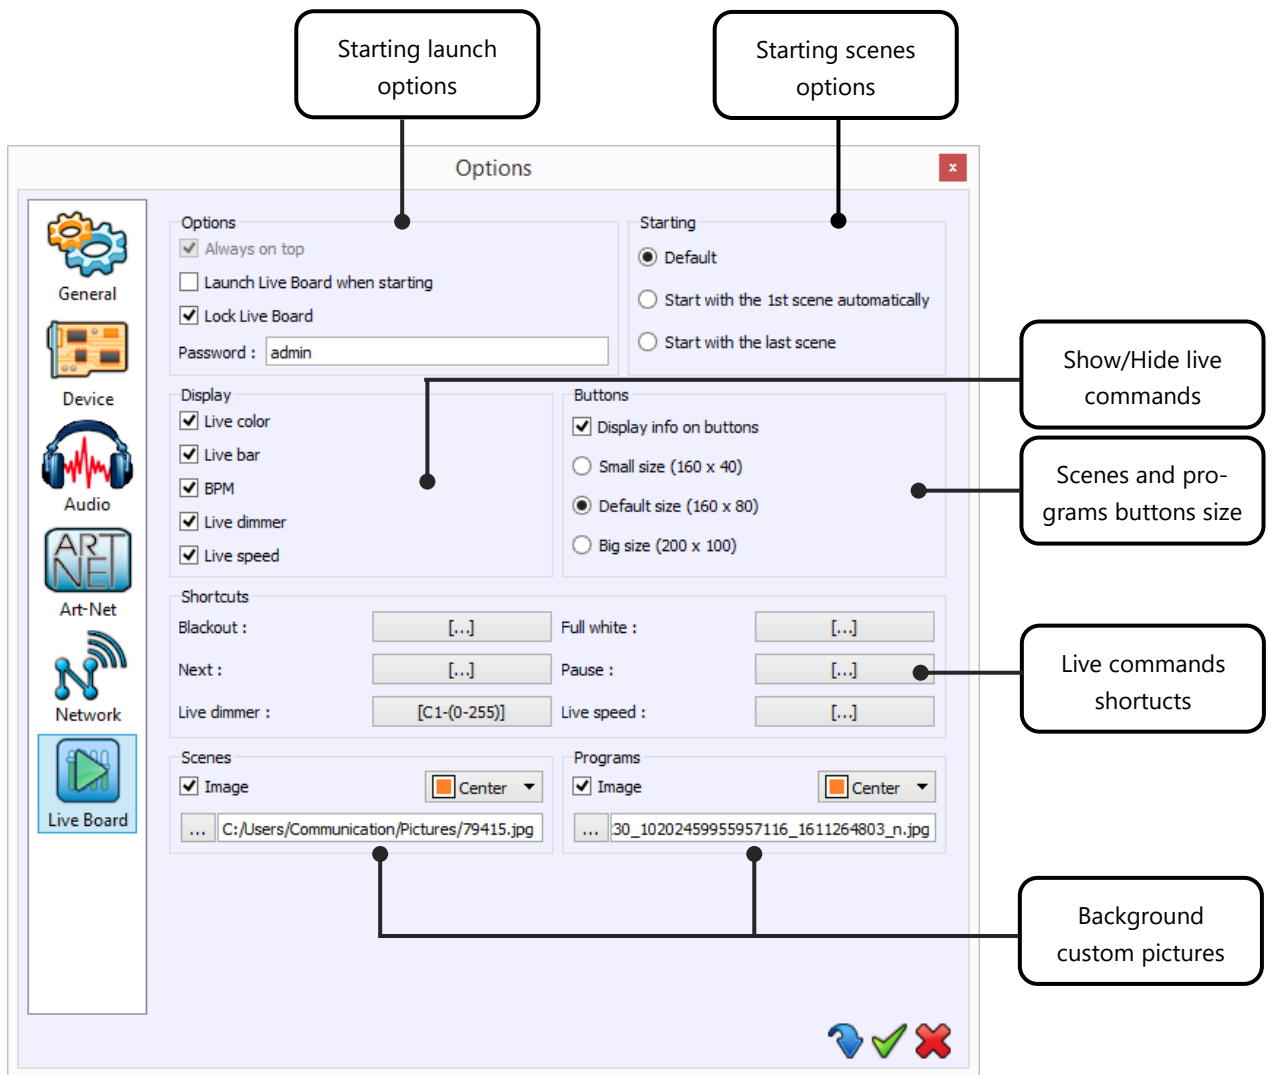 Starting launch
options
Starting scenes
options
Options
x
General
Device
Audio
ART
NET
Art-Net
Network
Live Board
Options
Always on top
Launch Live Board when starting
Lock Live Board
Password : admin
Starting
Default
Start with the 1st scene automatically
Start with the last scene
Show/Hide live
commands
Display
Live color
Live bar
BPM
Live dimmer
Live speed
Buttons
Display info on buttons
Small size (160 x 40)
Default size (160 x 80)
Big size (200 x 100)
Scenes and pro-
grams buttons size
Shortcuts
Blackout : [...] Full white : [...]
Next : [...] Pause : [...]
Live dimmer : [C1-(0-255)] Live speed : [...]
Live commands
shortucts
Scenes
Image Center
... C:/Users/Communication/Pictures/79415.jpg
Programs
Image Center
... :30_10202459955957116_1611264803_n.jpg
Background
custom pictures